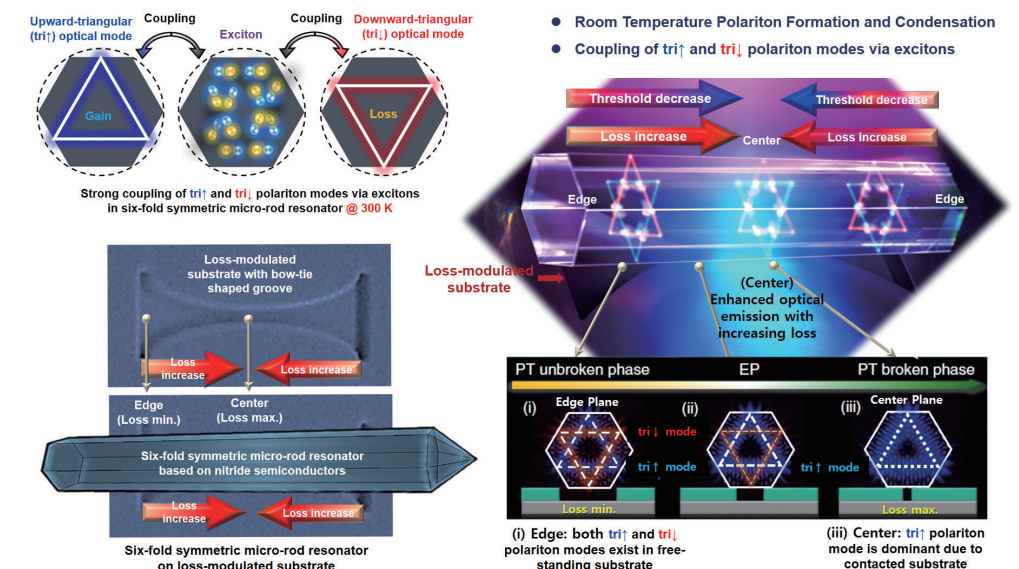 Upward-triangular
(tri↑) optical mode
Coupling
Exciton
Coupling
Downward-triangular
(tri↓) optical mode
Gain
Loss
Strong coupling of tri↑ and tri↓ polariton modes via excitons
in six-fold symmetric micro-rod resonator @ 300 K
● Room Temperature Polariton Formation and Condensation
● Coupling of tri↑ and tri↓ polariton modes via excitons
Threshold decrease
Threshold decrease
Loss increase
Center
Loss increase
Edge
Edge
Loss-modulated
substrate
(Center)
Enhanced optical
emission with
increasing loss
Loss-modulated
substrate with bow-tie
shaped groove
Loss
increase
Loss increase
Edge
(Loss min.)
Center
(Loss max.)
Six-fold symmetric micro-rod resonator
based on nitride semiconductors
Loss
increase
Loss increase
Six-fold symmetric micro-rod resonator
on loss-modulated substrate
PT unbroken phase
EP
PT broken phase
(i)
Edge Plane
(ii)
(iii)
Center Plane
tri↓ mode
tri↑ mode
tri↑ mode
Loss min.
Loss max.
(i) Edge: both tri↑ and tri↓
polariton modes exist in free-
standing substrate
(iii) Center: tri↑ polariton
mode is dominant due to
contacted substrate